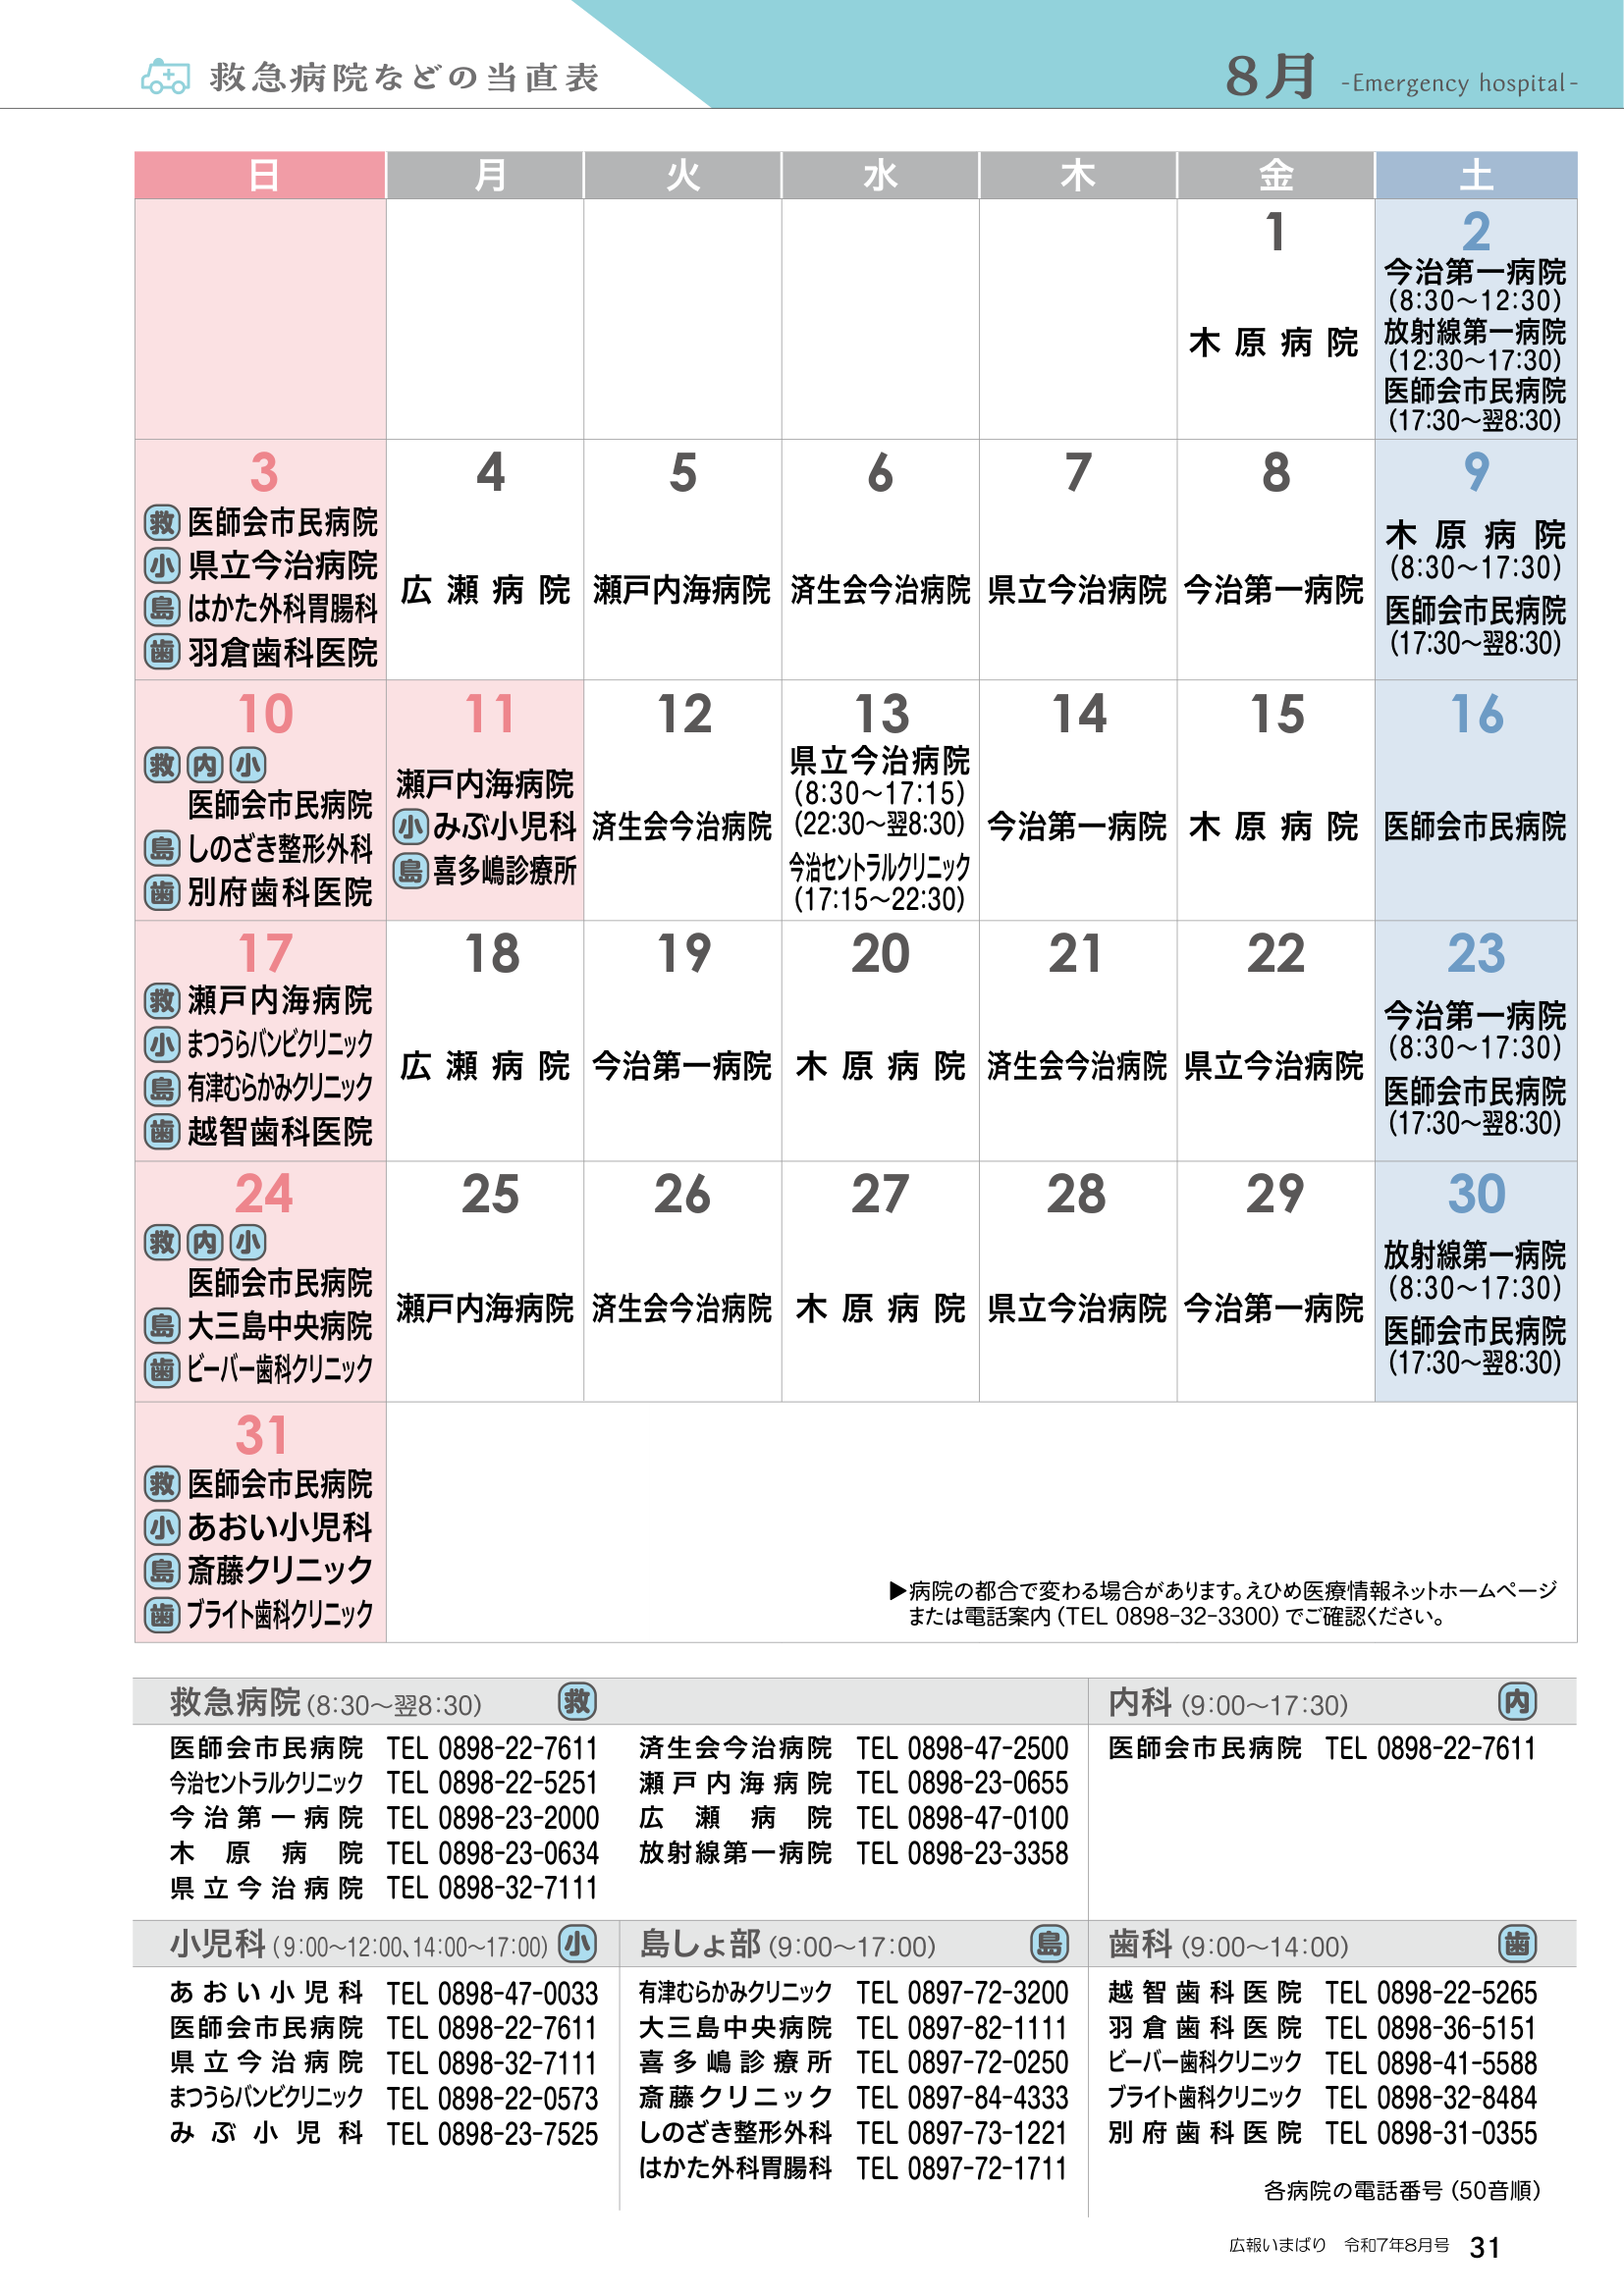 救急病院などの当直表
8月 -Emergency hospital-
日 月 火 水 木 金 土
1
木原病院
2
今治第一病院
(8:30～12:30)
放射線第一病院
(12:30～17:30)
医師会市民病院
(17:30～翌8:30)
3
救 医師会市民病院
小 県立今治病院
島 はかた外科胃腸科
歯 羽倉歯科医院
4
広瀬病院
5
瀬戸内海病院
6
済生会今治病院
7
県立今治病院
8
今治第一病院
9
木原病院
(8:30～17:30)
医師会市民病院
(17:30～翌8:30)
10
救 内 小
医師会市民病院
島 しのざき整形外科
歯 別府歯科医院
11
瀬戸内海病院
小 みぶ小児科
島 喜多嶋診療所
12
済生会今治病院
13
県立今治病院
(8:30～17:15)
(22:30～翌8:30)
今治セントラルクリニック
(17:15～22:30)
14
今治第一病院
15
木原病院
16
医師会市民病院
17
救 瀬戸内海病院
小 まつうらバンビクリニック
島 有津むらかみクリニック
歯 越智歯科医院
18
広瀬病院
19
今治第一病院
20
木原病院
21
済生会今治病院
22
県立今治病院
23
今治第一病院
(8:30～17:30)
医師会市民病院
(17:30～翌8:30)
24
救 内 小
医師会市民病院
島 大三島中央病院
歯 ビーバー歯科クリニック
25
瀬戸内海病院
26
済生会今治病院
27
木原病院
28
県立今治病院
29
今治第一病院
30
放射線第一病院
(8:30～17:30)
医師会市民病院
(17:30～翌8:30)
31
救 医師会市民病院
小 あおい小児科
島 斎藤クリニック
歯 ブライト歯科クリニック
▶病院の都合で変わる場合があります。えひめ医療情報ネットホームページ
または電話案内（TEL 0898-32-3300）でご確認ください。
救急病院(8:30～翌8:30) 救
医師会市民病院 TEL 0898-22-7611
今治セントラルクリニック TEL 0898-22-5251
今治第一病院 TEL 0898-23-2000
木原病院 TEL 0898-23-0634
県立今治病院 TEL 0898-32-7111
済生会今治病院 TEL 0898-47-2500
瀬戸内海病院 TEL 0898-23-0655
広瀬病院 TEL 0898-47-0100
放射線第一病院 TEL 0898-23-3358
内科 (9:00～17:30) 内
医師会市民病院 TEL 0898-22-7611
小児科 (9:00～12:00、14:00～17:00) 小
あおい小児科 TEL 0898-47-0033
医師会市民病院 TEL 0898-22-7611
県立今治病院 TEL 0898-32-7111
まつうらバンビクリニック TEL 0898-22-0573
みぶ小児科 TEL 0898-23-7525
島しょ部 (9:00～17:00) 島
有津むらかみクリニック TEL 0897-72-3200
大三島中央病院 TEL 0897-82-1111
喜多嶋診療所 TEL 0897-72-0250
斎藤クリニック TEL 0897-84-4333
しのざき整形外科 TEL 0897-73-1221
はかた外科胃腸科 TEL 0897-72-1711
歯科 (9:00～14:00) 歯
越智歯科医院 TEL 0898-22-5265
羽倉歯科医院 TEL 0898-36-5151
ビーバー歯科クリニック TEL 0898-41-5588
ブライト歯科クリニック TEL 0898-32-8484
別府歯科医院 TEL 0898-31-0355
各病院の電話番号（50音順）
広報いまばり 令和7年8月号 31